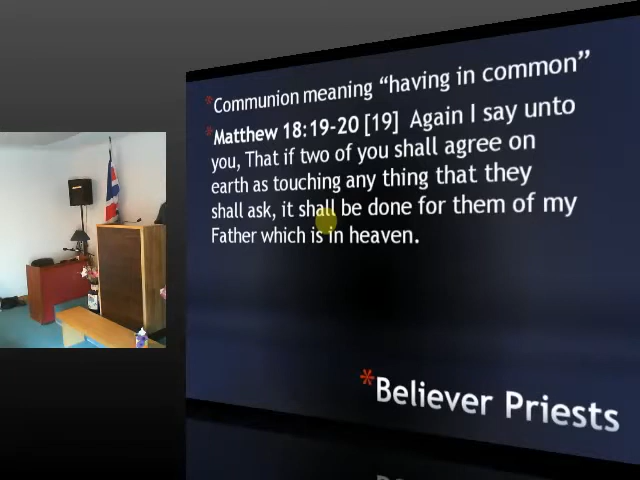 *Communion meaning “having in common”
*Matthew 18:19-20 [19] Again I say unto
you, That if two of you shall agree on
earth as touching any thing that they
shall ask, it shall be done for them of my
Father which is in heaven.
*Believer Priests